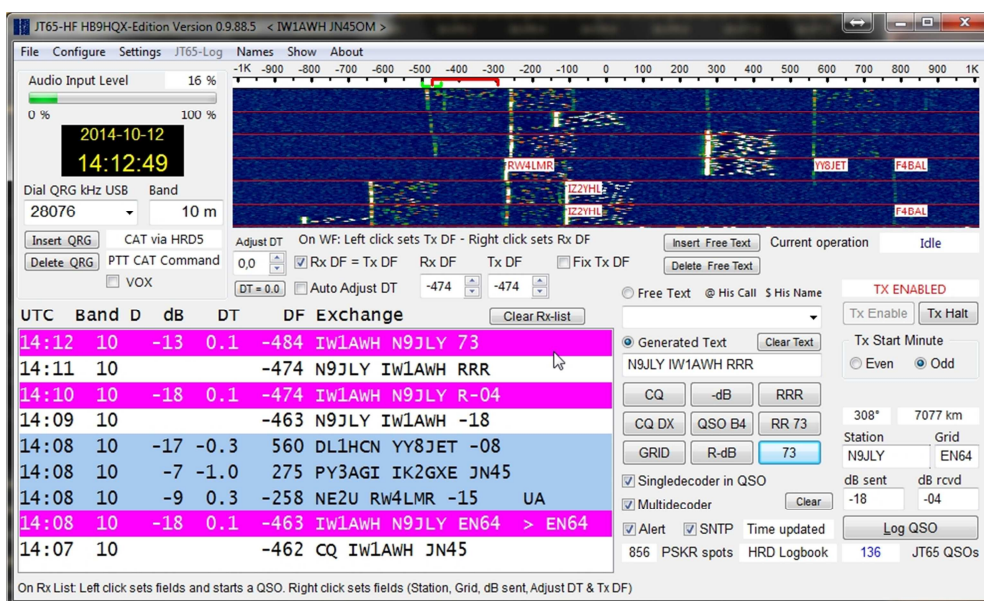 JT65-HF HB9HQX-Edition Version 0.9.88.5 < IW1AWH JN45OM >
File Configure Settings JT65-Log Names Show About
Audio Input Level 16 %
0 % 100 %
-1K -900 -800 -700 -600 -500 -400 -300 -200 -100 0 100 200 300 400 500 600 700 800 900 1K
2014-10-12
14:12:49
RW4LMR YY8JET F4BAL
IZ2YHL
IZ2YHL F4BAL
Dial QRG kHz USB Band
28076 10 m
Insert QRG CAT via HRD5
Delete QRG PTT CAT Command
VOX
Adjust DT On WF: Left click sets Tx DF - Right click sets Rx DF
0,0 Rx DF = Tx DF Rx DF Tx DF Fix Tx DF
DT = 0.0 Auto Adjust DT -474 -474
Insert Free Text Current operation Idle
Delete Free Text
Free Text @ His Call $ His Name TX ENABLED
Tx Enable Tx Halt
UTC Band D dB DT DF Exchange Clear Rx-list
14:12 10 -13 0.1 -484 IW1AWH N9JLY 73
14:11 10 -474 N9JLY IW1AWH RRR
14:10 10 -18 0.1 -474 IW1AWH N9JLY R-04
14:09 10 -463 N9JLY IW1AWH -18
14:08 10 -17 -0.3 560 DL1HCN YY8JET -08
14:08 10 -7 -1.0 275 PY3AGI IK2GXE JN45
14:08 10 -9 0.3 -258 NE2U RW4LMR -15 UA
14:08 10 -18 0.1 -463 IW1AWH N9JLY EN64 > EN64
14:07 10 -462 CQ IW1AWH JN45
Generated Text Clear Text
N9JLY IW1AWH RRR
CQ -dB RRR
CQ DX QSO B4 RR 73
GRID R-dB 73
Tx Start Minute
Even Odd
308° 7077 km
Station Grid
N9JLY EN64
dB sent dB rcvd
-18 -04
Singledecoder in QSO
Multidecoder Clear
Alert SNTP Time updated Log QSO
856 PSKR spots HRD Logbook 136 JT65 QSOs
On Rx List: Left click sets fields and starts a QSO. Right click sets fields (Station, Grid, dB sent, Adjust DT & Tx DF)